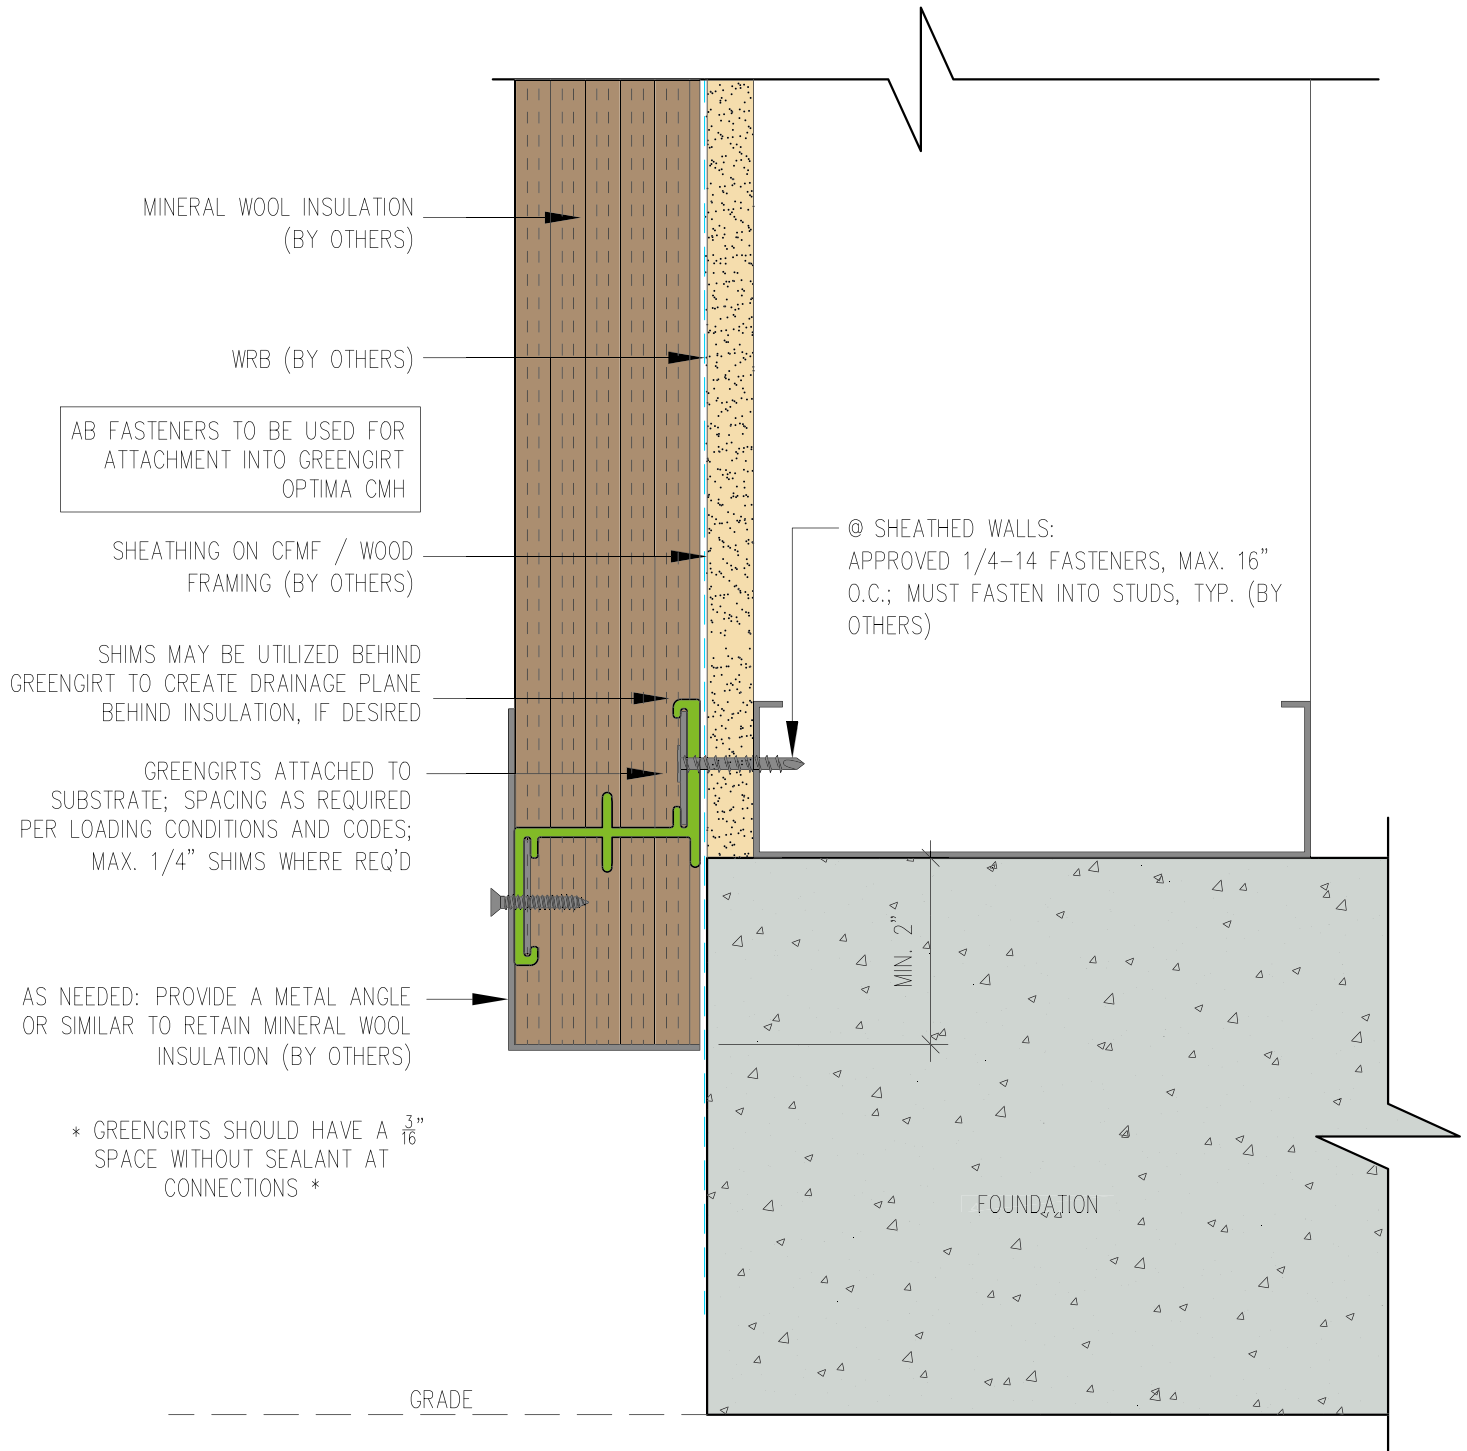 MINERAL WOOL INSULATION
(BY OTHERS)
WRB (BY OTHERS)
AB FASTENERS TO BE USED FOR
ATTACHMENT INTO GREENGIRT
OPTIMA CMH
SHEATHING ON CFMF / WOOD
FRAMING (BY OTHERS)
@ SHEATHED WALLS:
APPROVED 1/4-14 FASTENERS, MAX. 16"
O.C.; MUST FASTEN INTO STUDS, TYP. (BY
OTHERS)
SHIMS MAY BE UTILIZED BEHIND
GREENGIRT TO CREATE DRAINAGE PLANE
BEHIND INSULATION, IF DESIRED
GREENGIRTS ATTACHED TO
SUBSTRATE; SPACING AS REQUIRED
PER LOADING CONDITIONS AND CODES;
MAX. 1/4" SHIMS WHERE REQ'D
MIN. 2"
AS NEEDED: PROVIDE A METAL ANGLE
OR SIMILAR TO RETAIN MINERAL WOOL
INSULATION (BY OTHERS)
* GREENGIRTS SHOULD HAVE A 3/16"
SPACE WITHOUT SEALANT AT
CONNECTIONS *
FOUNDATION
GRADE